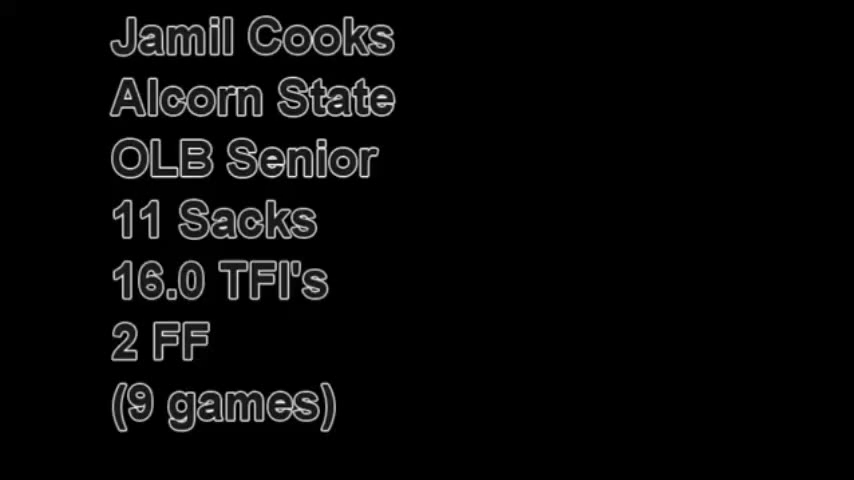 Jamil Cooks
Alcorn State
OLB Senior
11 Sacks
16.0 TFl's
2 FF
(9 games)